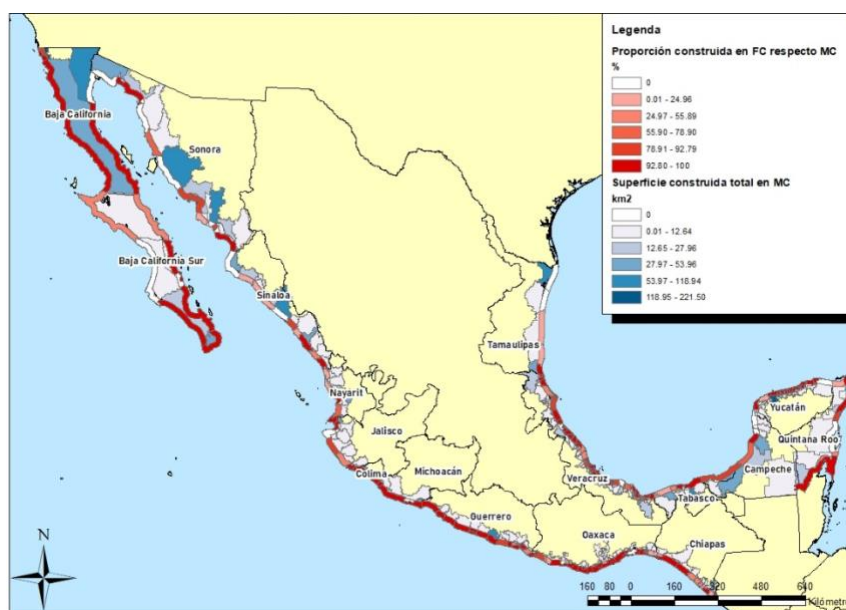 Legenda
Proporción construida en FC respecto MC
%
0
0.01 - 24.96
24.97 - 55.89
55.90 - 78.90
78.91 - 92.79
92.80 - 100
Superficie construida total en MC
km2
0
0.01 - 12.64
12.65 - 27.96
27.97 - 53.96
53.97 - 118.94
118.95 - 221.50
Baja California
Sonora
Baja California Sur
Sinaloa
Tamaulipas
Nayarit
Yucatán
Jalisco
Quintana Roo
Colima
Michoacán
Veracruz
Campeche
Tabasco
Guerrero
Oaxaca
Chiapas
N
160 80 0 160 320 480 640
Kilómetro